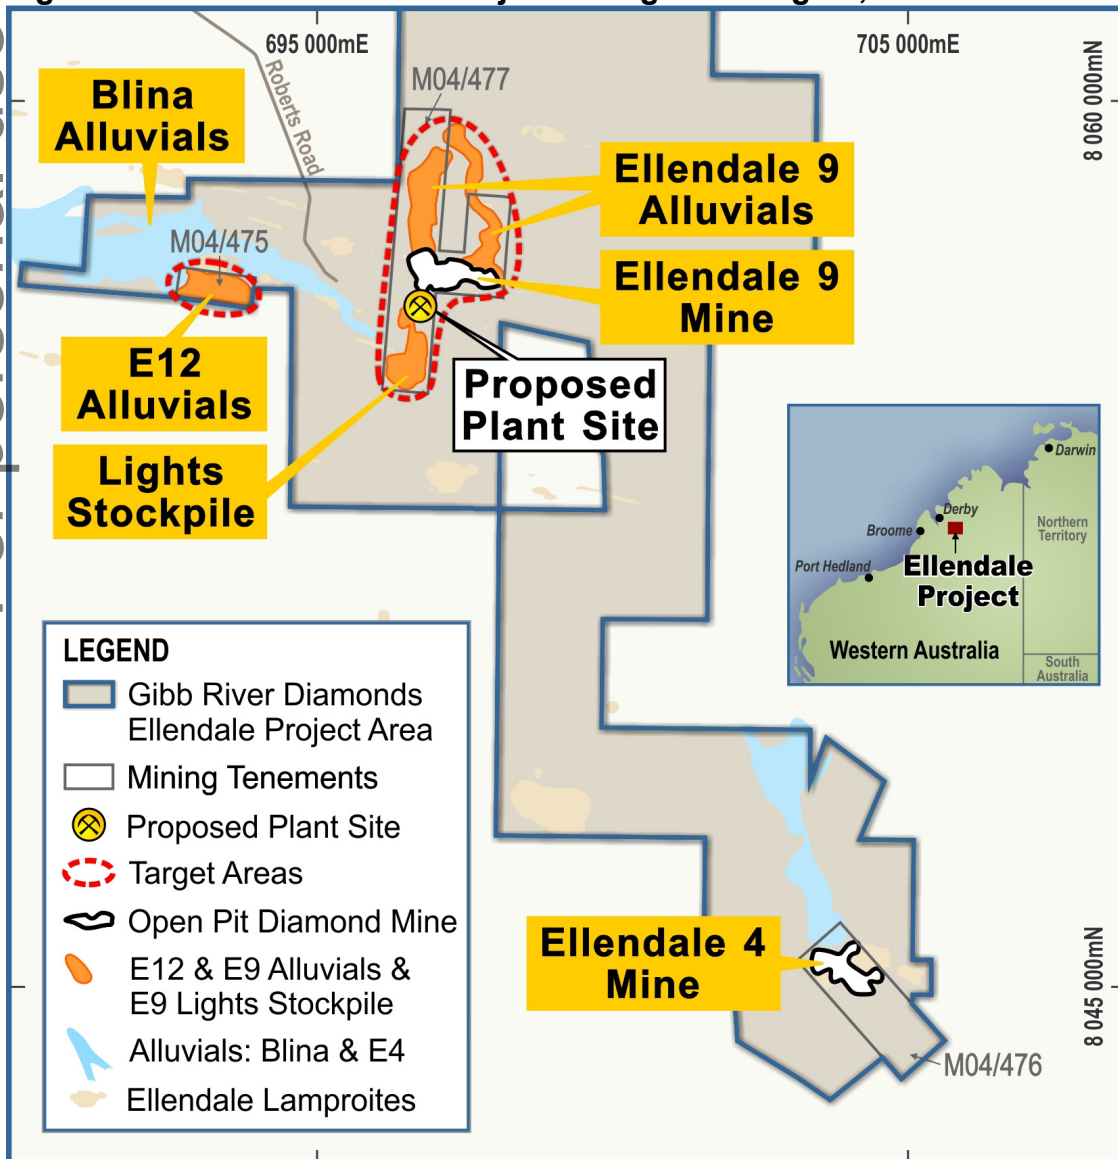 695 000mE
705 000mE
8 060 000mN
M04/477
Roberts Road
Blina
Alluvials
Ellendale 9
Alluvials
M04/475
Ellendale 9
Mine
E12
Alluvials
Proposed
Plant Site
Lights
Stockpile
Darwin
Derby
Broome
Northern
Territory
Port Hedland
Ellendale
Project
Western Australia
South
Australia
LEGEND
Gibb River Diamonds
Ellendale Project Area
Mining Tenements
Proposed Plant Site
Target Areas
Open Pit Diamond Mine
E12 & E9 Alluvials &
E9 Lights Stockpile
Alluvials: Blina & E4
Ellendale Lamproites
Ellendale 4
Mine
8 045 000mN
M04/476